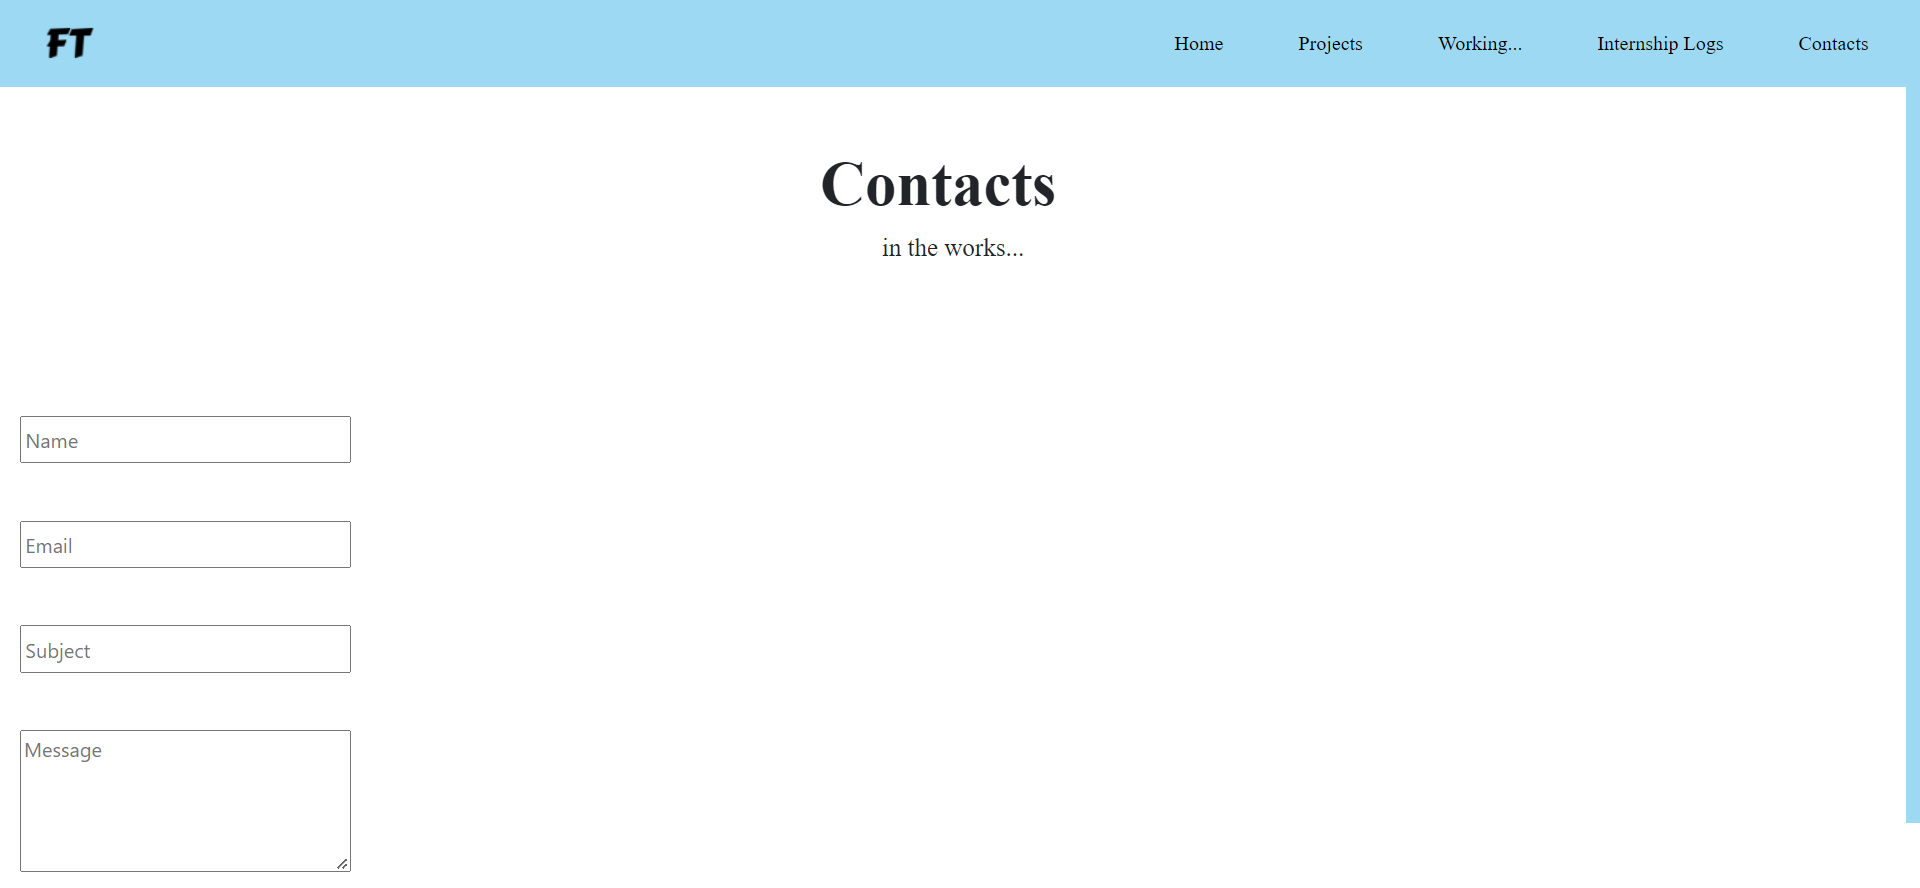 FT
Home Projects Working... Internship Logs Contacts
Contacts
in the works...
Name
Email
Subject
Message